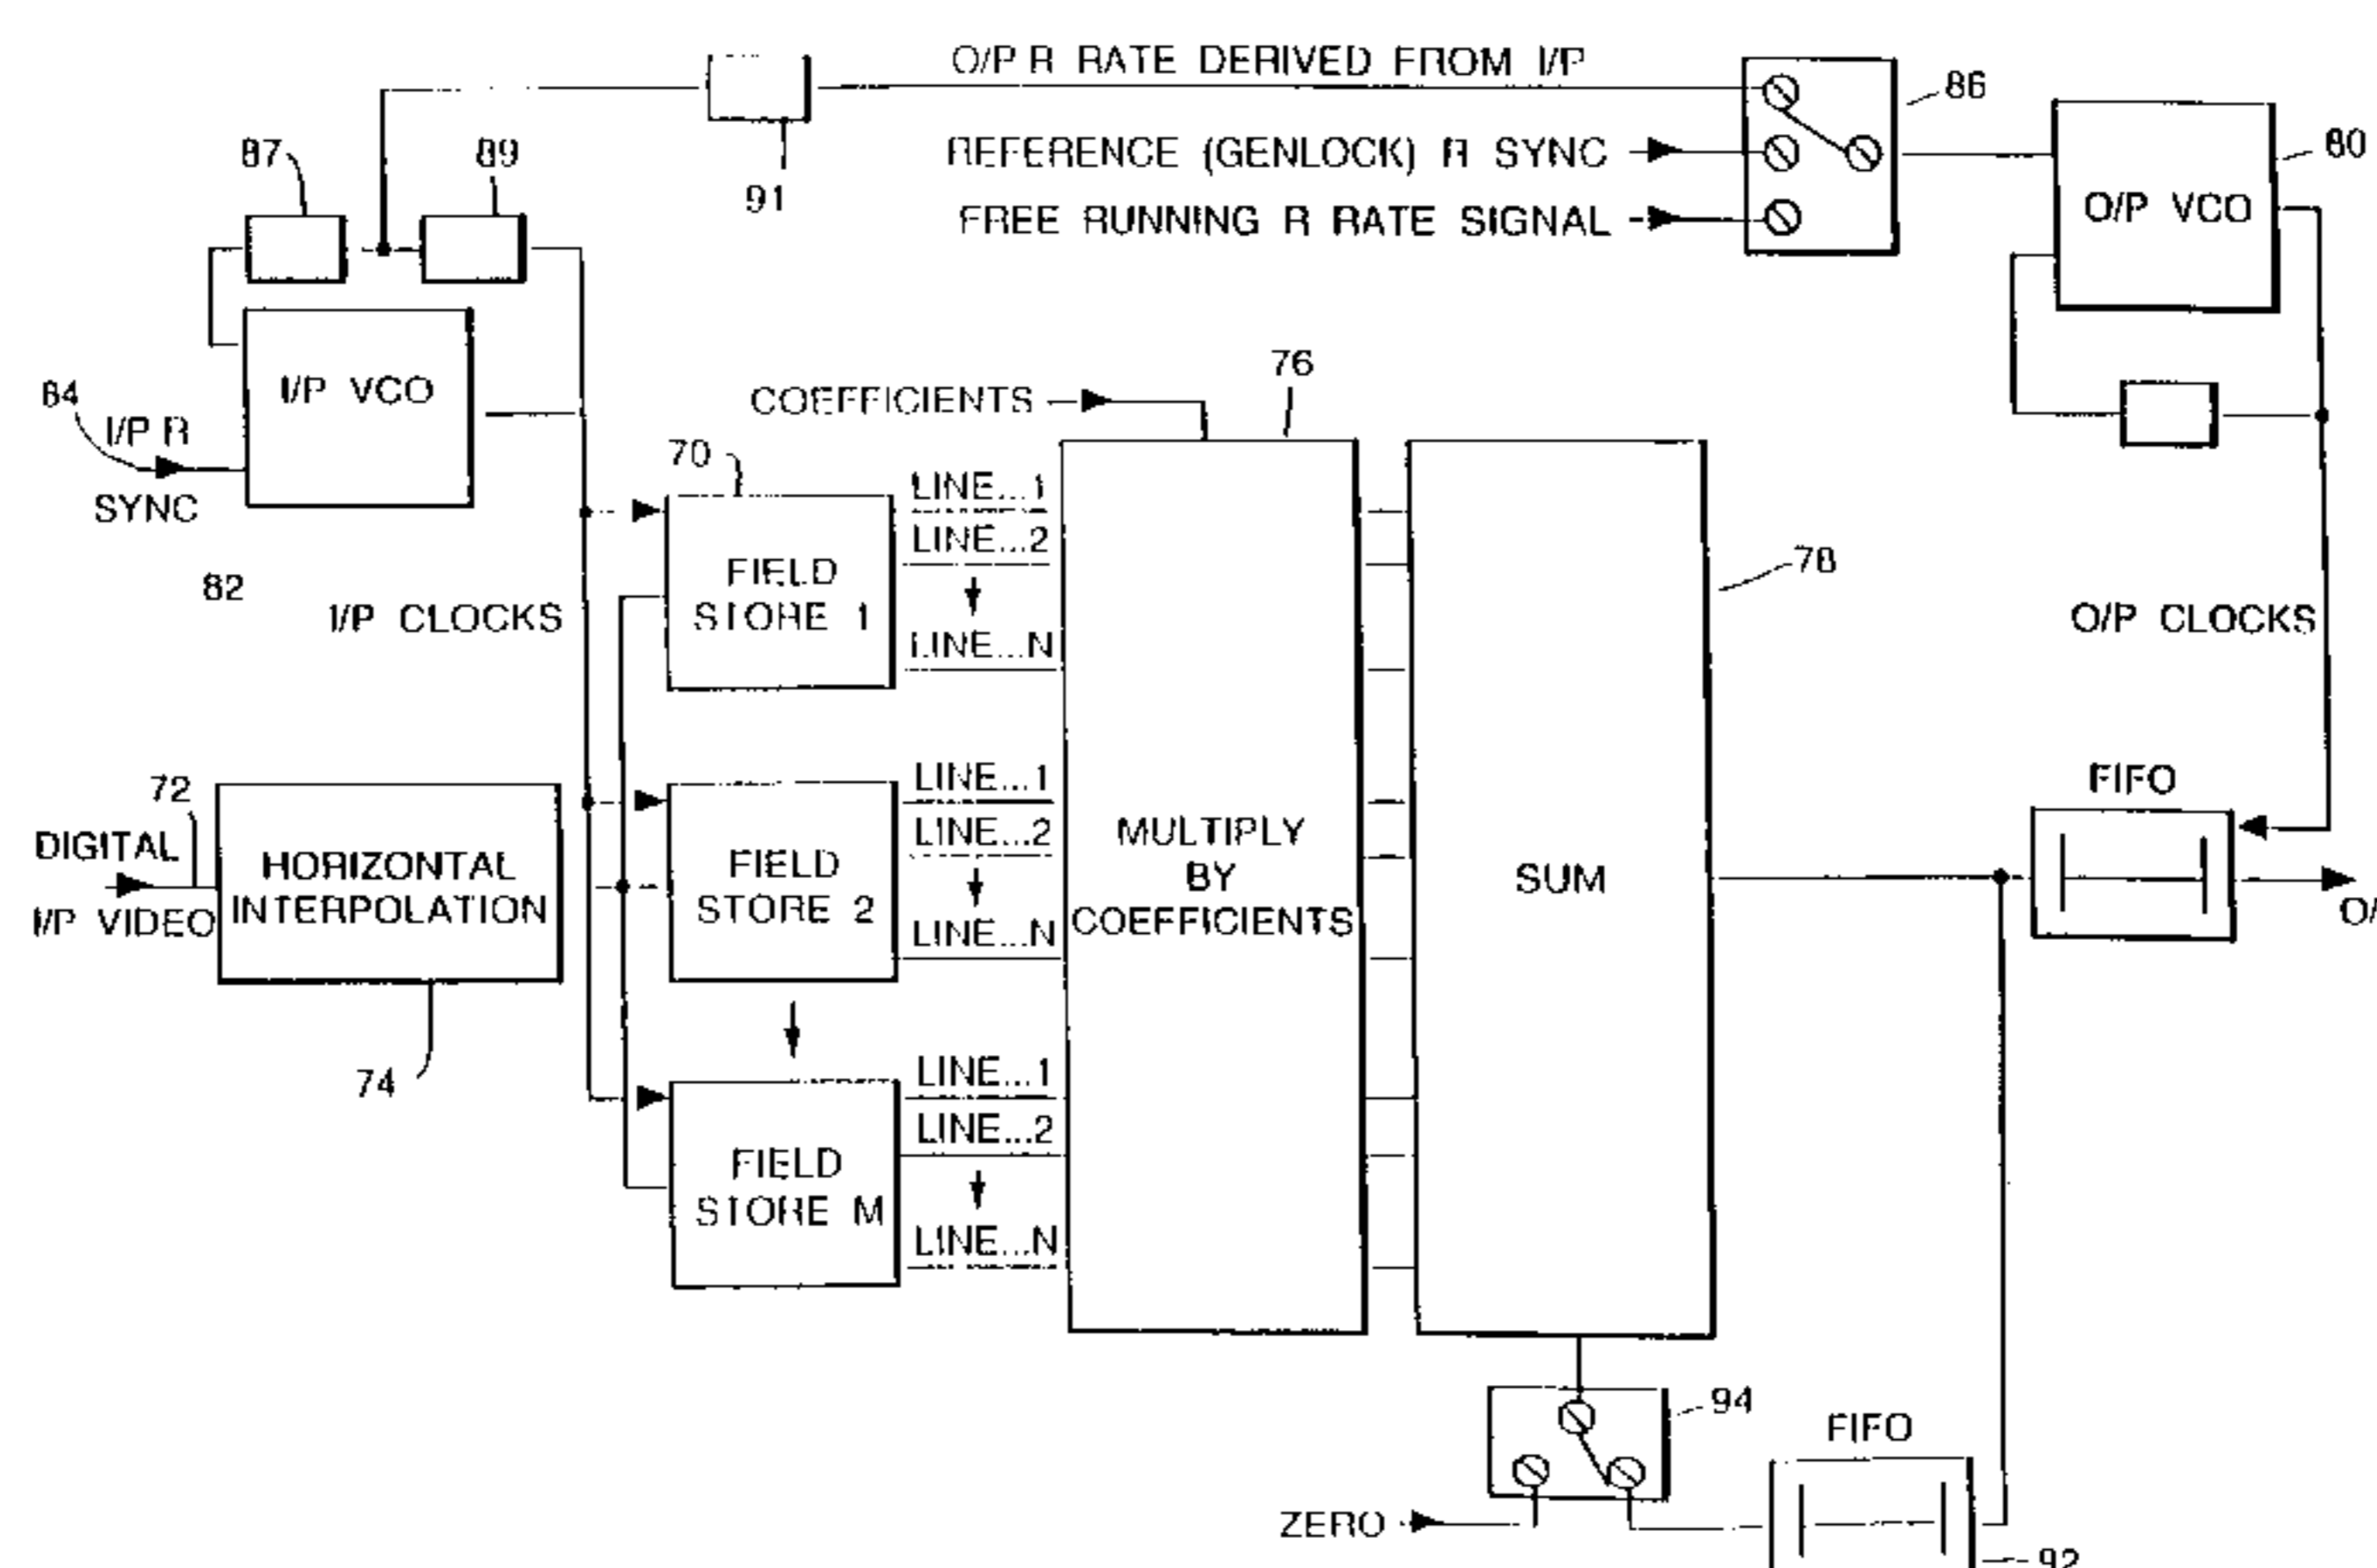 O/P R RATE DERIVED FROM I/P
86
87
89
REFERENCE (GENLOCK) R SYNC
80
91
FREE RUNNING R RATE SIGNAL
O/P VCO
76
84
I/P VCO
COEFFICIENTS
I/P R
SYNC
70
LINE...1
LINE...2
LINE...N
FIELD
STORE 1
78
82
I/P CLOCKS
O/P CLOCKS
72
DIGITAL
I/P VIDEO
HORIZONTAL
INTERPOLATION
FIELD
STORE 2
LINE...1
LINE...2
LINE...N
MULTIPLY
BY
COEFFICIENTS
SUM
FIFO
O/
74
FIELD
STORE M
LINE...1
LINE...2
LINE...N
94
FIFO
ZERO
92